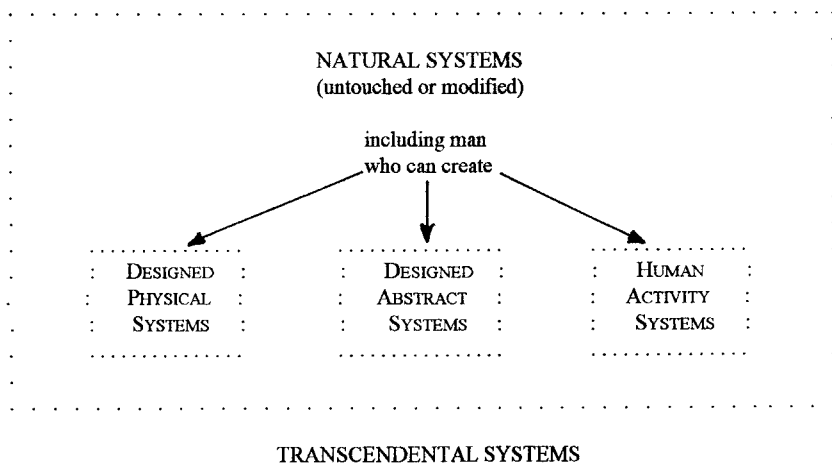 NATURAL SYSTEMS
(untouched or modified)
including man
who can create
DESIGNED
PHYSICAL
SYSTEMS
DESIGNED
ABSTRACT
SYSTEMS
HUMAN
ACTIVITY
SYSTEMS
TRANSCENDENTAL SYSTEMS